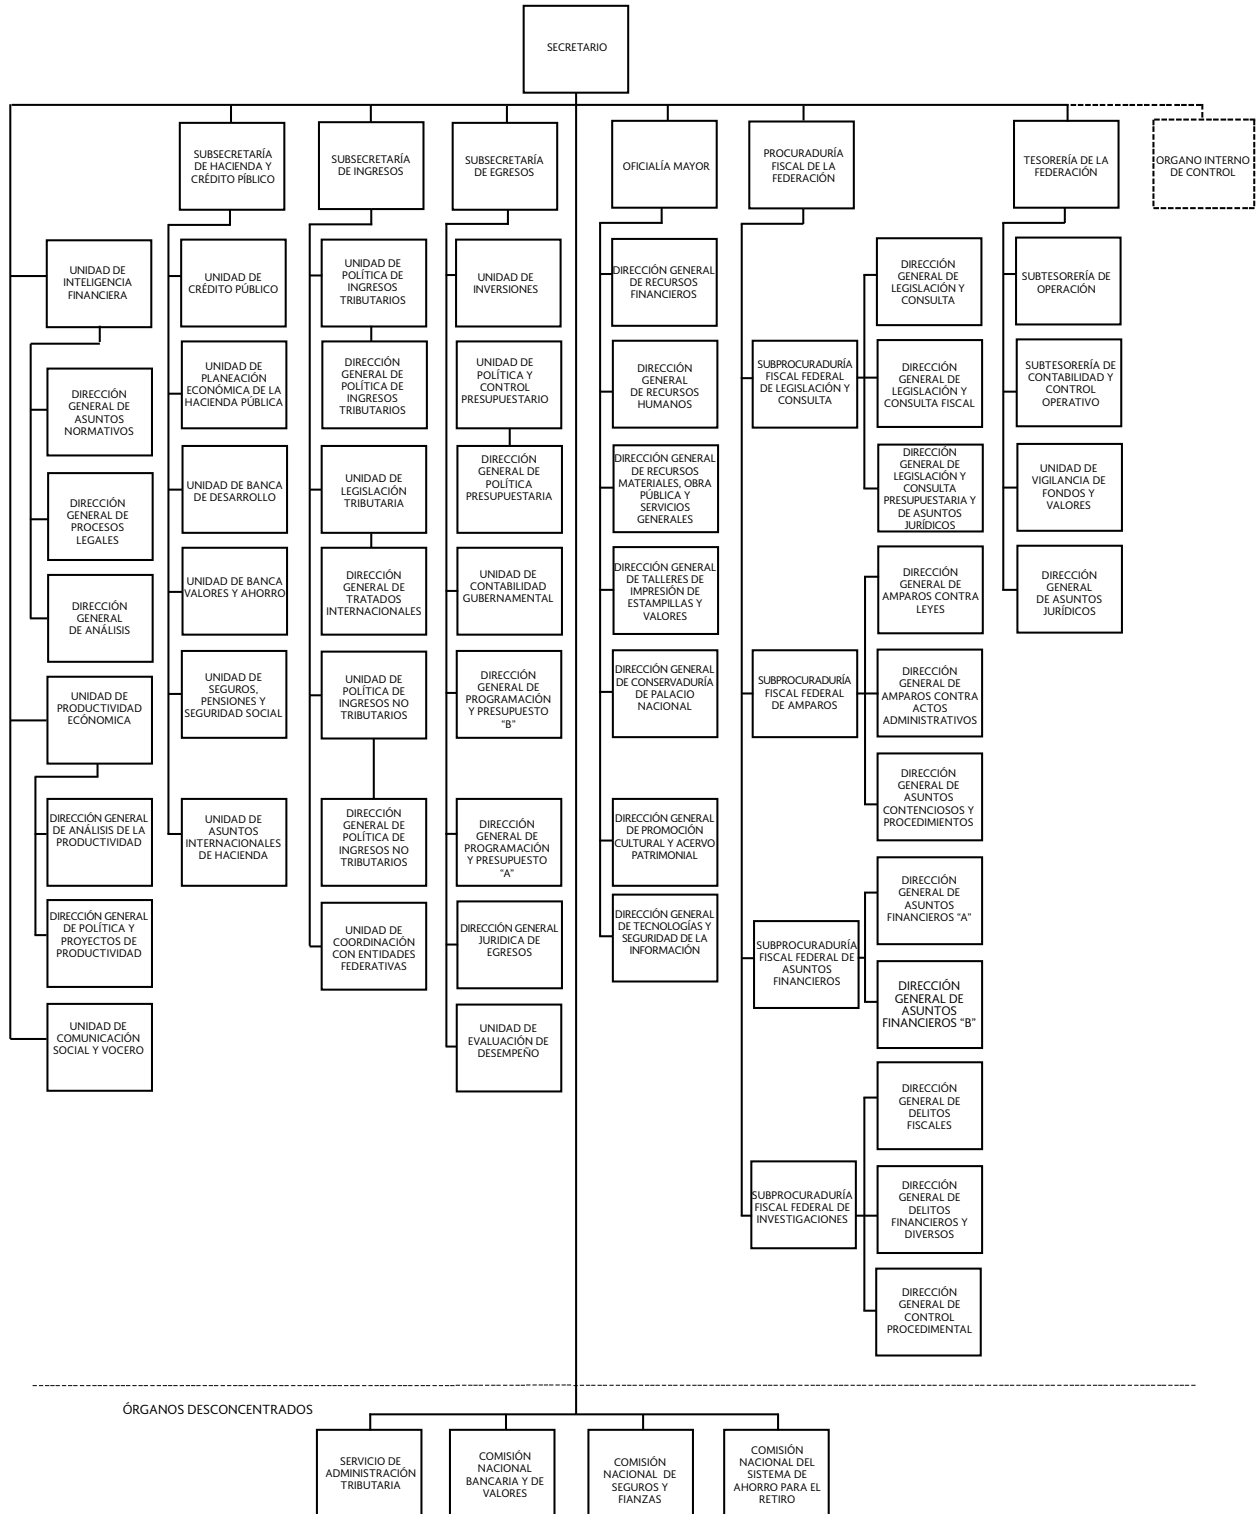 SECRETARIO
SUBSECRETARÍA
DE HACIENDA Y
CRÉDITO PÍBLICO
SUBSECRETARÍA
DE INGRESOS
SUBSECRETARÍA
DE EGRESOS
OFICIALÍA MAYOR
PROCURADURÍA
FISCAL DE LA
FEDERACIÓN
TESORERÍA DE LA
FEDERACIÓN
ORGANO INTERNO
DE CONTROL
UNIDAD DE
INTELIGENCIA
FINANCIERA
DIRECCIÓN
GENERAL DE
ASUNTOS
NORMATIVOS
DIRECCIÓN
GENERAL DE
PROCESOS
LEGALES
DIRECCIÓN
GENERAL
DE ANÁLISIS
UNIDAD DE
PRODUCTIVIDAD
ECÓNOMICA
DIRECCIÓN GENERAL
DE ANÁLISIS DE LA
PRODUCTIVIDAD
DIRECCIÓN GENERAL
DE POLÍTICA Y
PROYECTOS DE
PRODUCTIVIDAD
UNIDAD DE
COMUNICACIÓN
SOCIAL Y VOCERO
UNIDAD DE
CRÉDITO PÚBLICO
UNIDAD DE
PLANEACIÓN
ECONÓMICA DE LA
HACIENDA PÚBLICA
UNIDAD DE BANCA
DE DESARROLLO
UNIDAD DE BANCA
VALORES Y AHORRO
UNIDAD DE
SEGUROS,
PENSIONES Y
SEGURIDAD SOCIAL
UNIDAD DE
ASUNTOS
INTERNACIONALES
DE HACIENDA
UNIDAD DE
POLÍTICA DE
INGRESOS
TRIBUTARIOS
DIRECCIÓN
GENERAL DE
POLÍTICA DE
INGRESOS
TRIBUTARIOS
UNIDAD DE
LEGISLACIÓN
TRIBUTARIA
DIRECCIÓN
GENERAL DE
TRATADOS
INTERNACIONALES
UNIDAD DE
POLÍTICA DE
INGRESOS NO
TRIBUTARIOS
DIRECCIÓN
GENERAL DE
POLÍTICA DE
INGRESOS NO
TRIBUTARIOS
UNIDAD DE
COORDINACIÓN
CON ENTIDADES
FEDERATIVAS
UNIDAD DE
INVERSIONES
UNIDAD DE
POLÍTICA Y
CONTROL
PRESUPUESTARIO
DIRECCIÓN
GENERAL DE
POLÍTICA
PRESUPUESTARIA
UNIDAD DE
CONTABILIDAD
GUBERNAMENTAL
DIRECCIÓN
GENERAL DE
PROGRAMACIÓN
Y PRESUPUESTO
"B"
DIRECCIÓN
GENERAL DE
PROGRAMACIÓN
Y PRESUPUESTO
"A"
DIRECCIÓN GENERAL
JURIDICA DE
EGRESOS
UNIDAD DE
EVALUACIÓN DE
DESEMPEÑO
DIRECCIÓN GENERAL
DE RECURSOS
FINANCIEROS
DIRECCIÓN
GENERAL
DE RECURSOS
HUMANOS
DIRECCIÓN GENERAL
DE RECURSOS
MATERIALES, OBRA
PÚBLICA Y
SERVICIOS
GENERALES
DIRECCIÓN GENERAL
DE TALLERES DE
IMPRESIÓN DE
ESTAMPILLAS Y
VALORES
DIRECCIÓN GENERAL
DE CONSERVADURÍA
DE PALACIO
NACIONAL
DIRECCIÓN GENERAL
DE PROMOCIÓN
CULTURAL Y ACERVO
PATRIMONIAL
DIRECCIÓN GENERAL
DE TECNOLOGÍAS Y
SEGURIDAD DE LA
INFORMACIÓN
SUBPROCURADURÍA
FISCAL FEDERAL
DE LEGISLACIÓN Y
CONSULTA
SUBPROCURADURÍA
FISCAL FEDERAL
DE AMPAROS
SUBPROCURADURÍA
FISCAL FEDERAL DE
ASUNTOS
FINANCIEROS
SUBPROCURADURÍA
FISCAL FEDERAL DE
INVESTIGACIONES
DIRECCIÓN
GENERAL DE
LEGISLACIÓN Y
CONSULTA
DIRECCIÓN
GENERAL DE
LEGISLACIÓN Y
CONSULTA FISCAL
DIRECCIÓN
GENERAL DE
LEGISLACIÓN Y
CONSULTA
PRESUPUESTARIA Y
DE ASUNTOS
JURÍDICOS
DIRECCIÓN
GENERAL DE
AMPAROS CONTRA
LEYES
DIRECCIÓN
GENERAL DE
AMPAROS CONTRA
ACTOS
ADMINISTRATIVOS
DIRECCIÓN
GENERAL DE
ASUNTOS
CONTENCIOSOS Y
PROCEDIMIENTOS
DIRECCIÓN
GENERAL DE
ASUNTOS
FINANCIEROS "A"
DIRECCIÓN
GENERAL DE
ASUNTOS
FINANCIEROS "B"
DIRECCIÓN
GENERAL DE
DELITOS
FISCALES
DIRECCIÓN
GENERAL DE
DELITOS
FINANCIEROS Y
DIVERSOS
DIRECCIÓN
GENERAL DE
CONTROL
PROCEDIMENTAL
SUBTESORERÍA DE
OPERACIÓN
SUBTESORERÍA DE
CONTABILIDAD Y
CONTROL
OPERATIVO
UNIDAD DE
VIGILANCIA DE
FONDOS Y
VALORES
DIRECCIÓN
GENERAL
DE ASUNTOS
JURÍDICOS
ÓRGANOS DESCONCENTRADOS
SERVICIO DE
ADMINISTRACIÓN
TRIBUTARIA
COMISIÓN
NACIONAL
BANCARIA Y DE
VALORES
COMISIÓN
NACIONAL DE
SEGUROS Y
FIANZAS
COMISIÓN
NACIONAL DEL
SISTEMA DE
AHORRO PARA EL
RETIRO